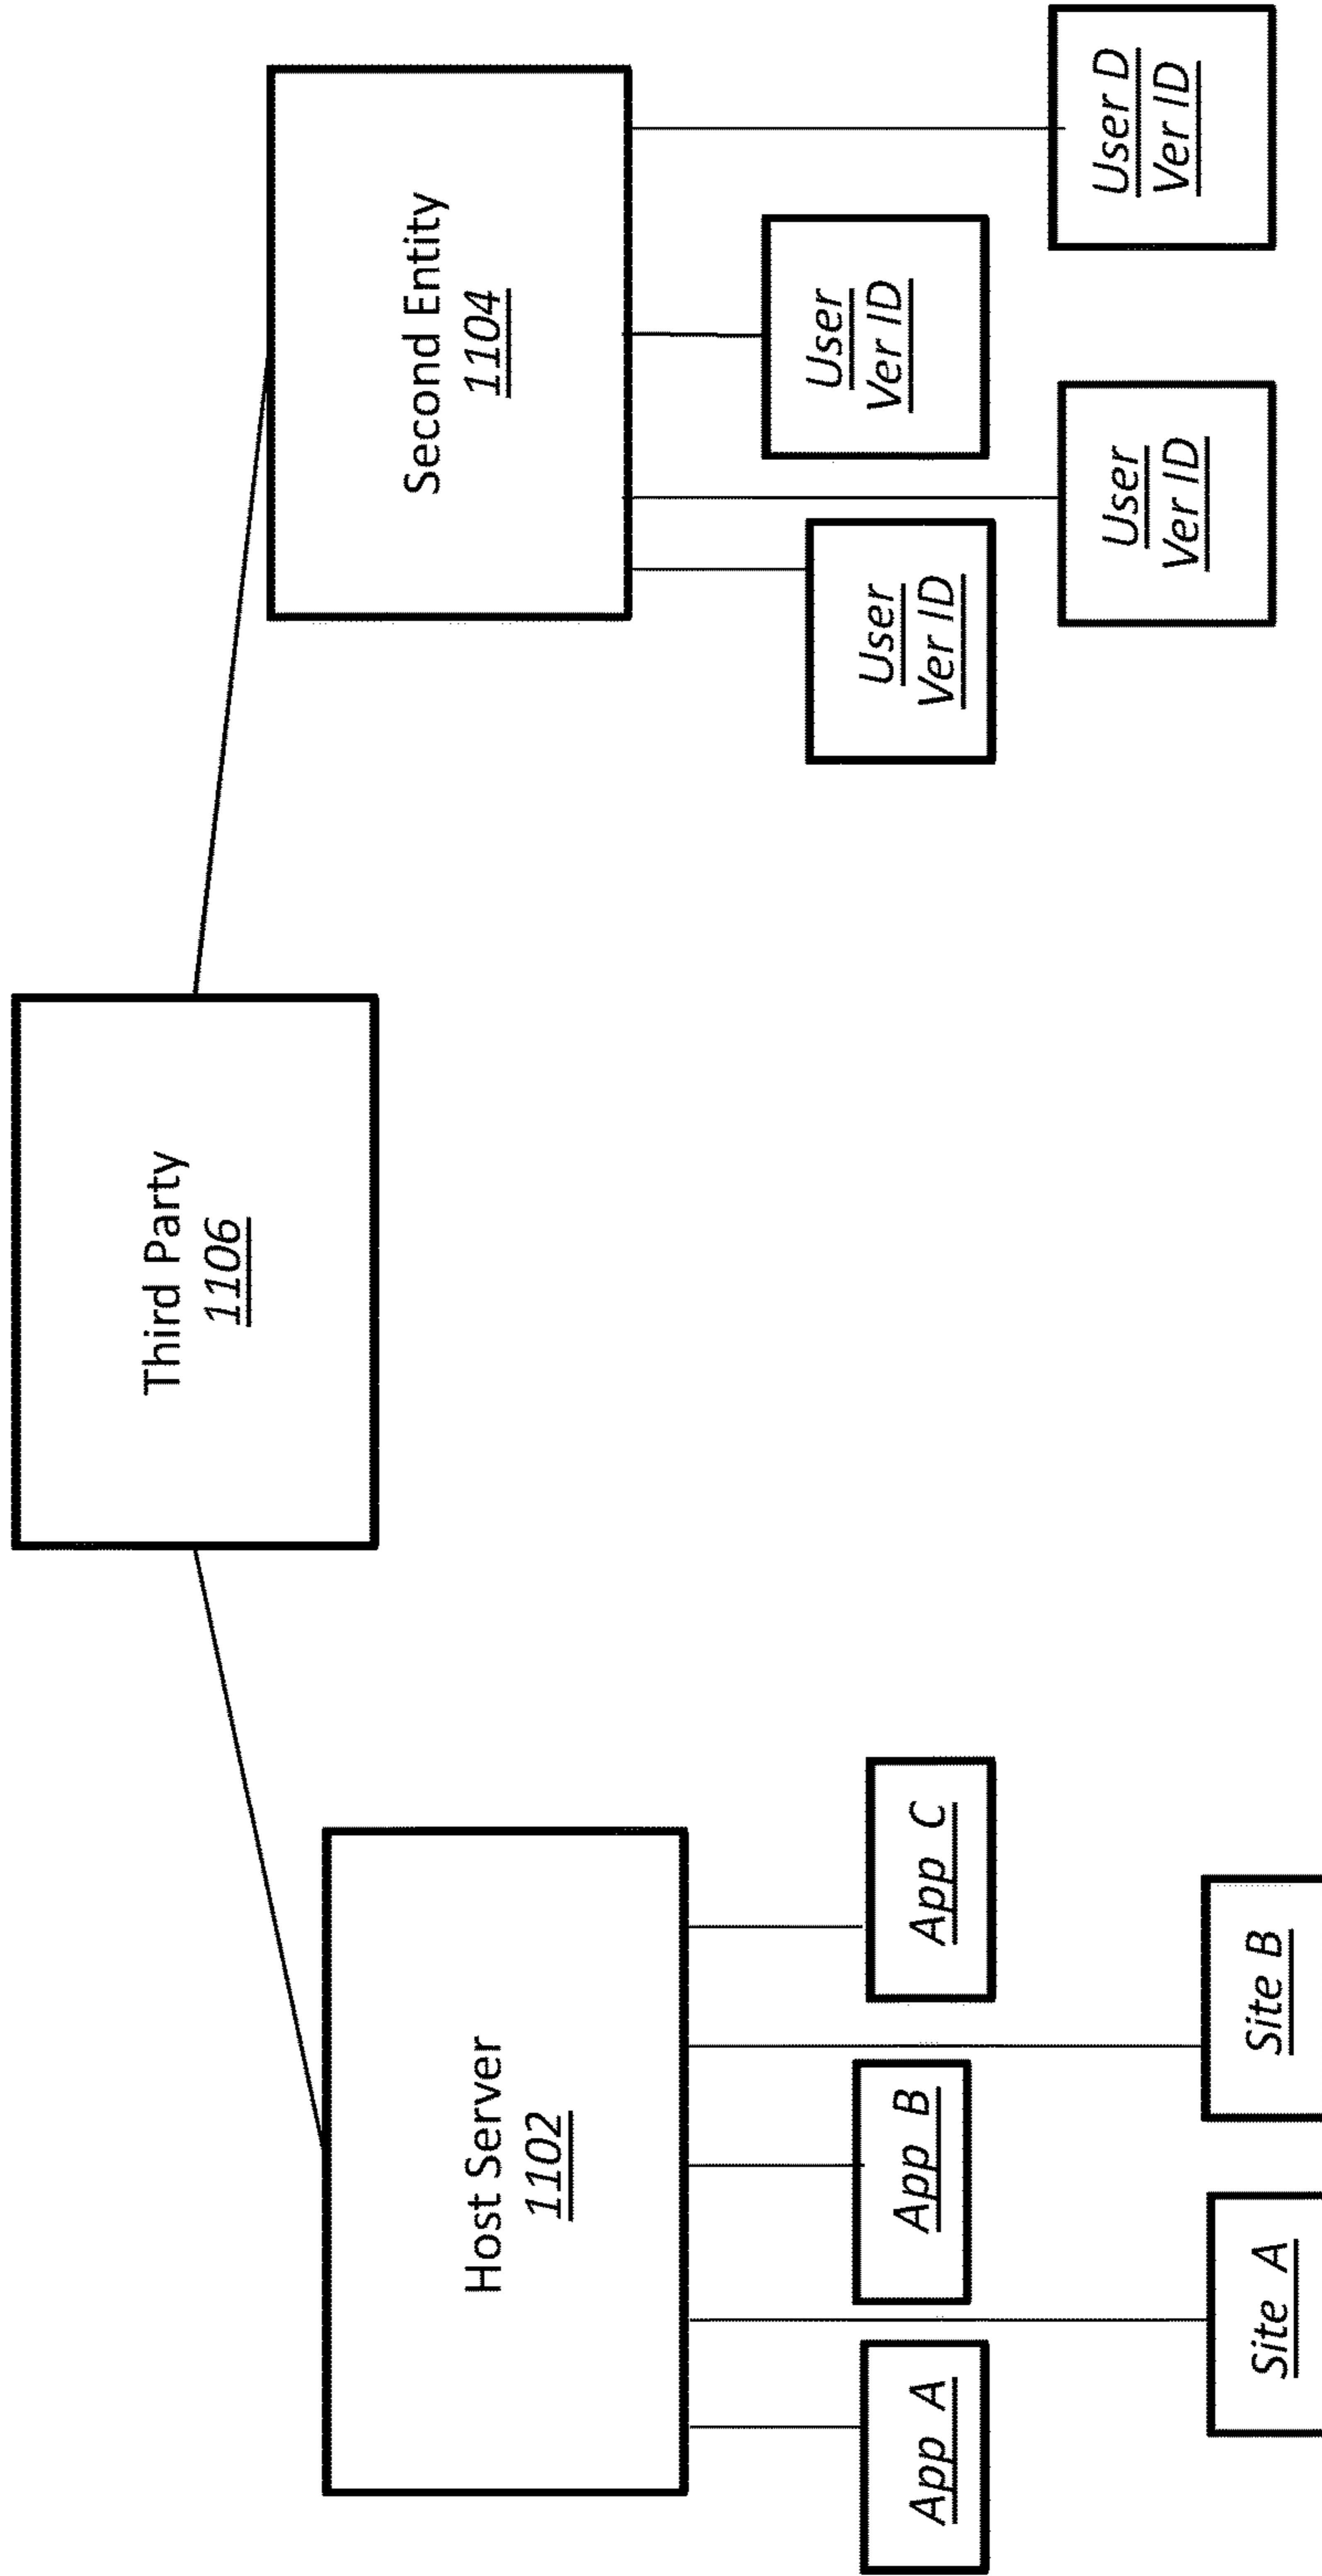 Third Party
1106
Host Server
1102
Second Entity
1104
App A
App B
App C
Site A
Site B
User
Ver ID
User
Ver ID
User
Ver ID
User D
Ver ID